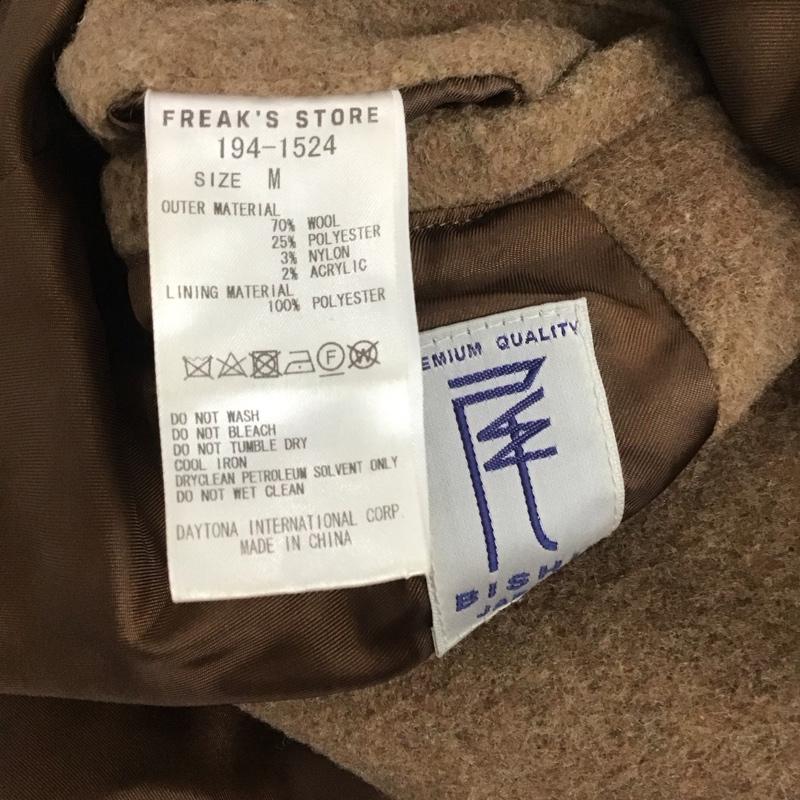 FREAK'S STORE
194-1524
SIZE M
OUTER MATERIAL
70% WOOL
25% POLYESTER
3% NYLON
2% ACRYLIC
LINING MATERIAL
100% POLYESTER
F W
DO NOT WASH
DO NOT BLEACH
DO NOT TUMBLE DRY
COOL IRON
DRYCLEAN PETROLEUM SOLVENT ONLY
DO NOT WET CLEAN
DAYTONA INTERNATIONAL CORP.
MADE IN CHINA
EMIUM QUALITY
尾
BISH